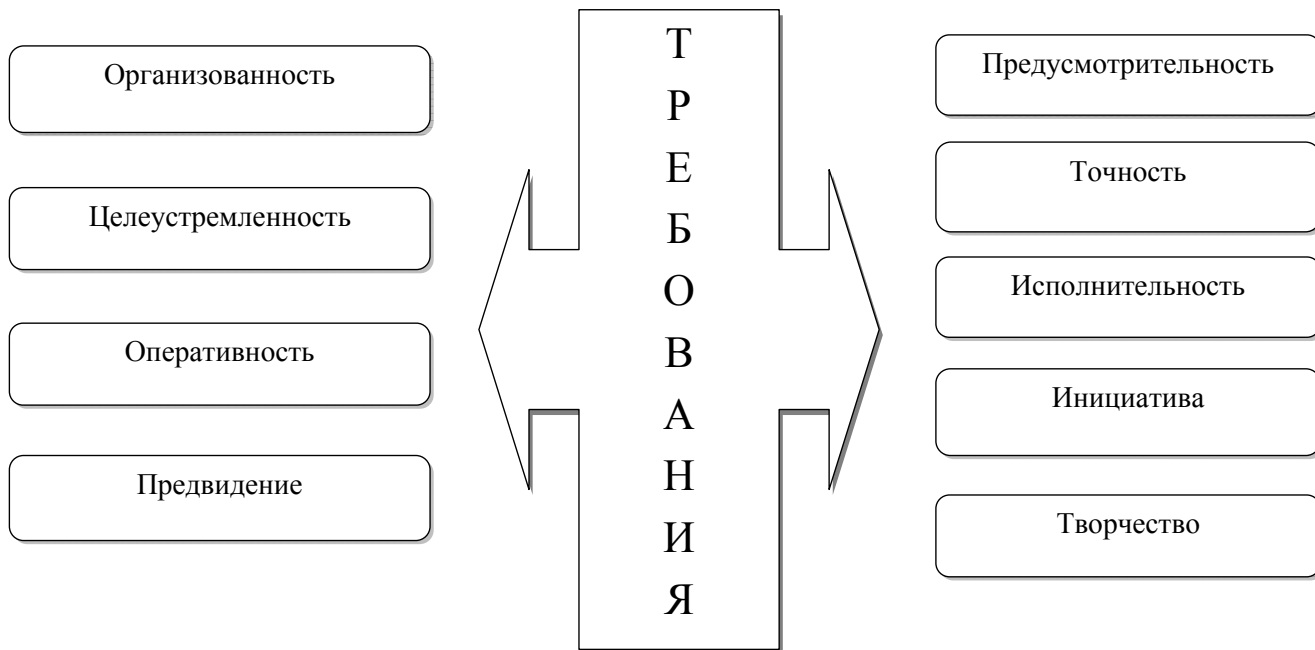 Организованность
Целеустремленность
Оперативность
Предвидение
Т
Р
Е
Б
О
В
А
Н
И
Я
Предусмотрительность
Точность
Исполнительность
Инициатива
Творчество